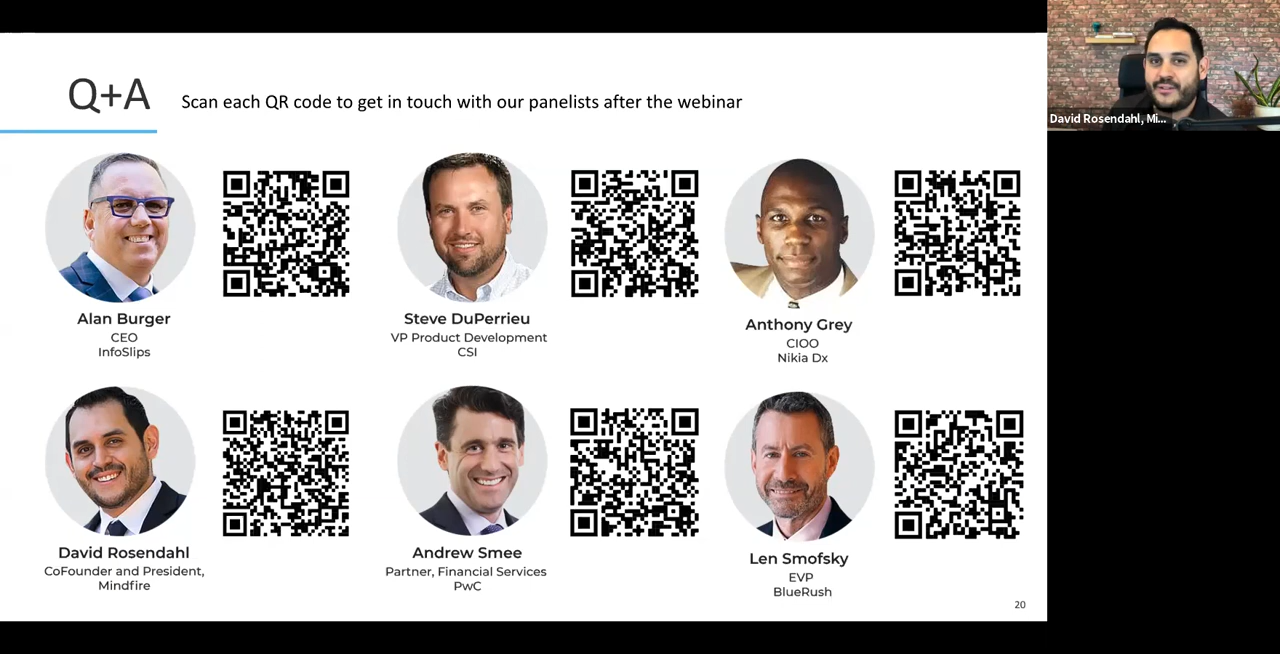 Q+A
Scan each QR code to get in touch with our panelists after the webinar
David Rosendahl, Mi...
Alan Burger
CEO
InfoSlips
Steve DuPerrieu
VP Product Development
CSI
Anthony Grey
CIOO
Nikia Dx
David Rosendahl
CoFounder and President,
Mindfire
Andrew Smee
Partner, Financial Services
PwC
Len Smofsky
EVP
BlueRush
20